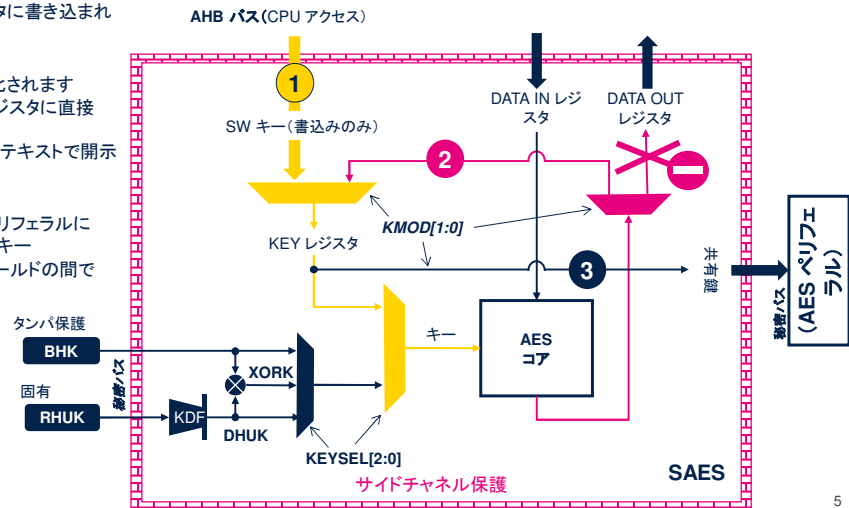 タに書き込まれ
とされます
ジスタに直接
テキストで開示
リフェラルに
キー
ールドの間で
AHB バス(CPU アクセス)
1
SW キー(書込みのみ)
DATA IN レジ
スタ
DATA OUT
レジスタ
2
KMOD[1:0]
KEY レジスタ
3
共有鍵
秘密バス
(AES ペリフェ
ラル)
タンパ保護
BHK
固有
RHUK
秘密バス
KDF
XORK
DHUK
キー
AES
コア
KEYSEL[2:0]
サイドチャネル保護
SAES
5